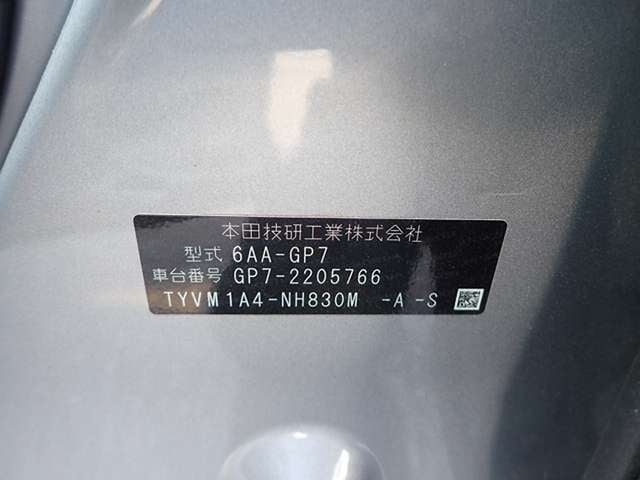 本田技研工業株式会社
型式 6AA-GP7
車台番号 GP7-2205766
TYVM1A4-NH830M -A -S